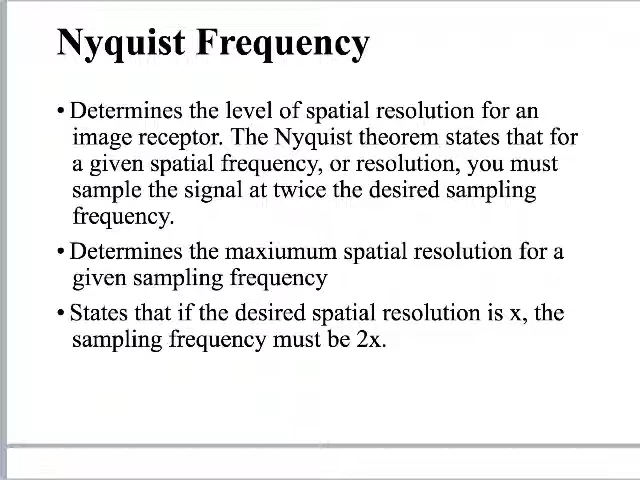 Nyquist Frequency
• Determines the level of spatial resolution for an
image receptor. The Nyquist theorem states that for
a given spatial frequency, or resolution, you must
sample the signal at twice the desired sampling
frequency.
• Determines the maxiumum spatial resolution for a
given sampling frequency
• States that if the desired spatial resolution is x, the
sampling frequency must be 2x.